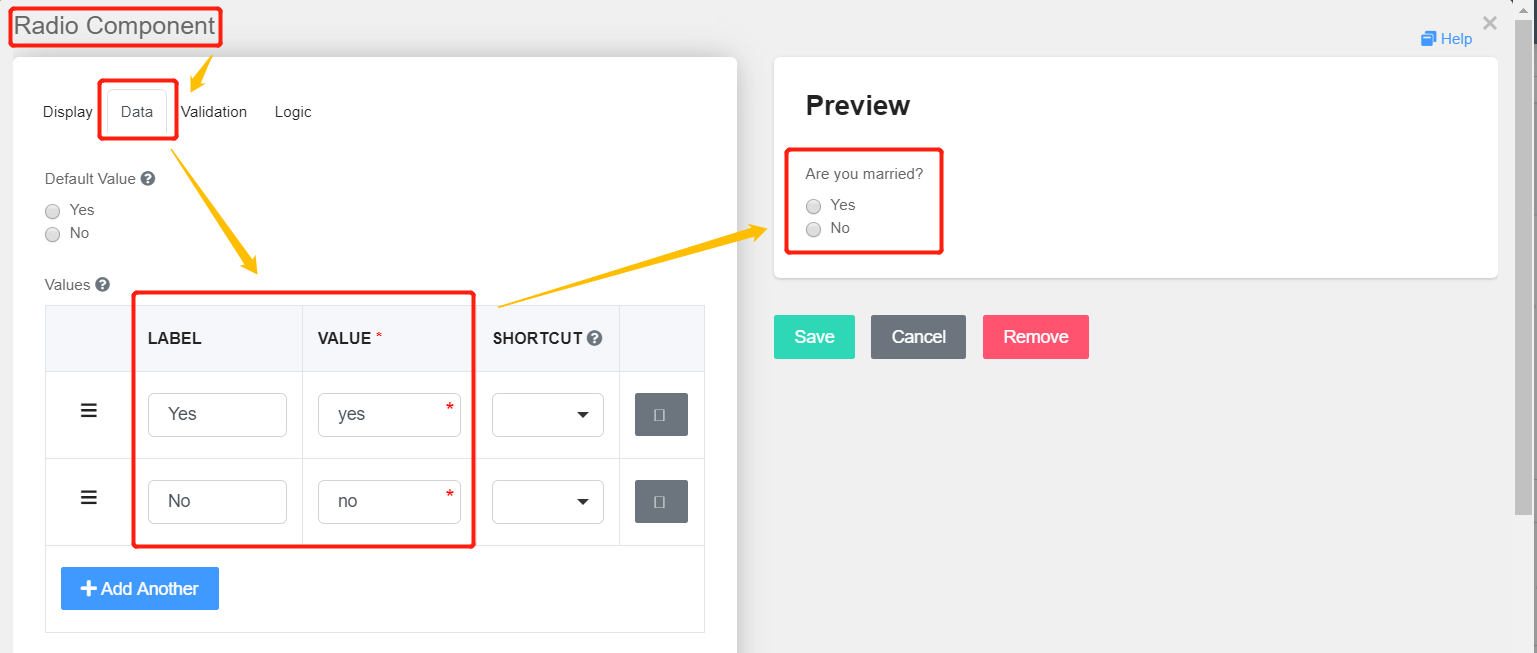 Radio Component
Help
Display Data Validation Logic
Default Value
Yes
No
Values
LABEL VALUE * SHORTCUT
Yes yes *
No no *
Add Another
Preview
Are you married?
Yes
No
Save Cancel Remove